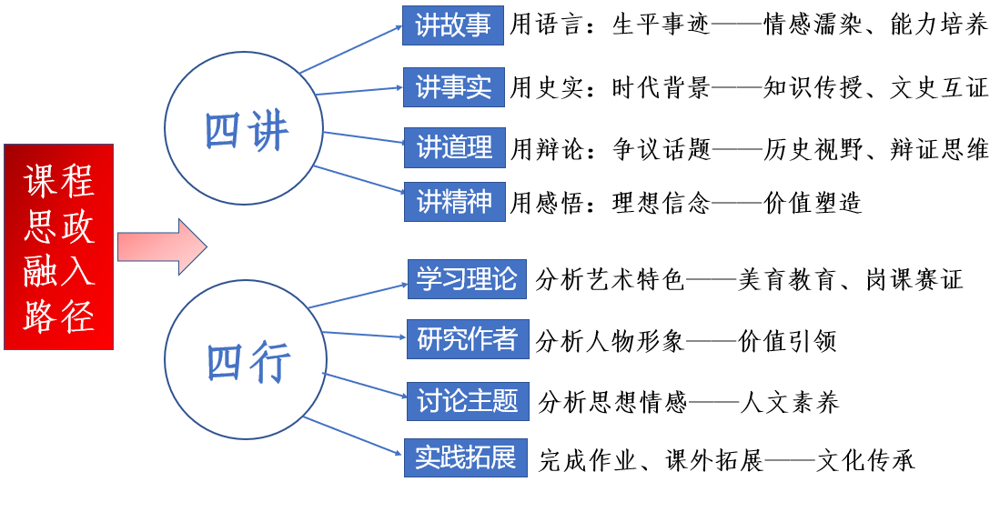 课程
思政
融入
路径
四讲
讲故事 用语言：生平事迹——情感濡染、能力培养
讲事实 用史实：时代背景——知识传授、文史互证
讲道理 用辩论：争议话题——历史视野、辩证思维
讲精神 用感悟：理想信念——价值塑造
四行
学习理论 分析艺术特色——美育教育、岗课赛证
研究作者 分析人物形象——价值引领
讨论主题 分析思想情感——人文素养
实践拓展 完成作业、课外拓展——文化传承